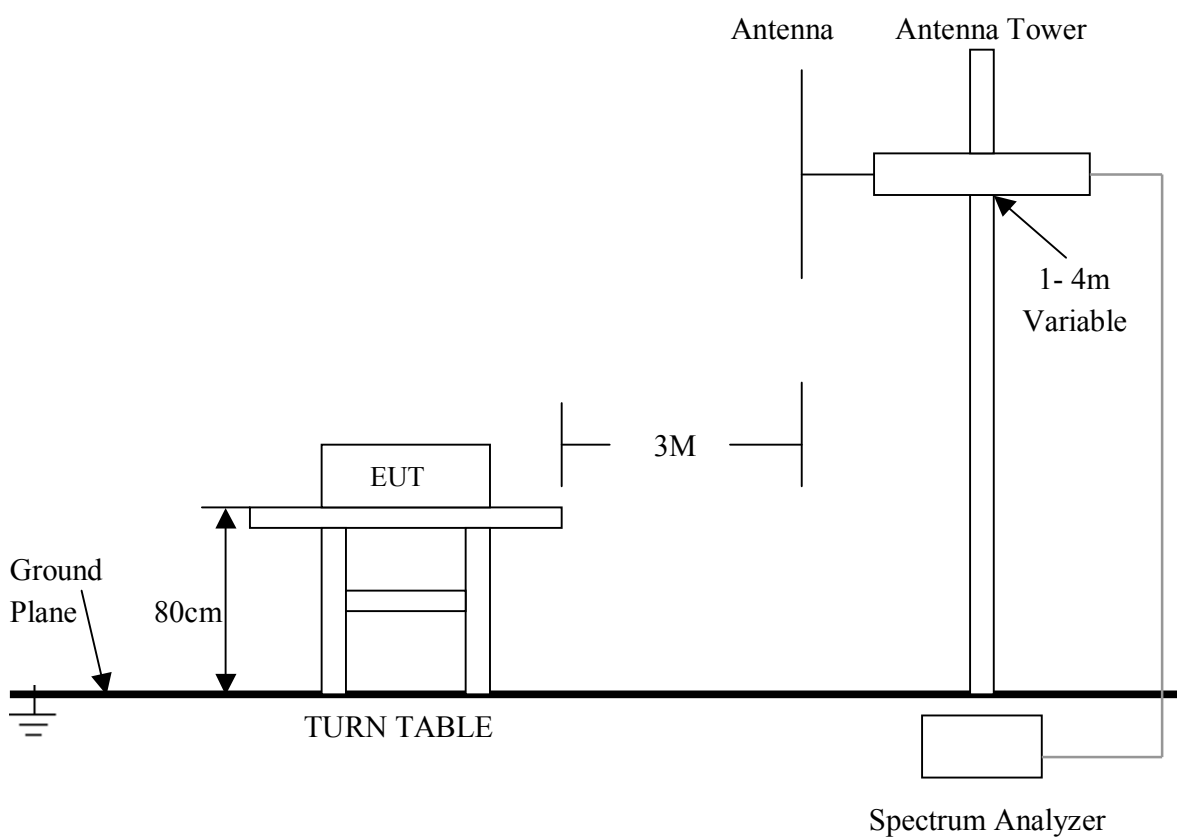 Antenna
Antenna Tower
1- 4m
Variable
3M
EUT
Ground
Plane
80cm
TURN TABLE
Spectrum Analyzer